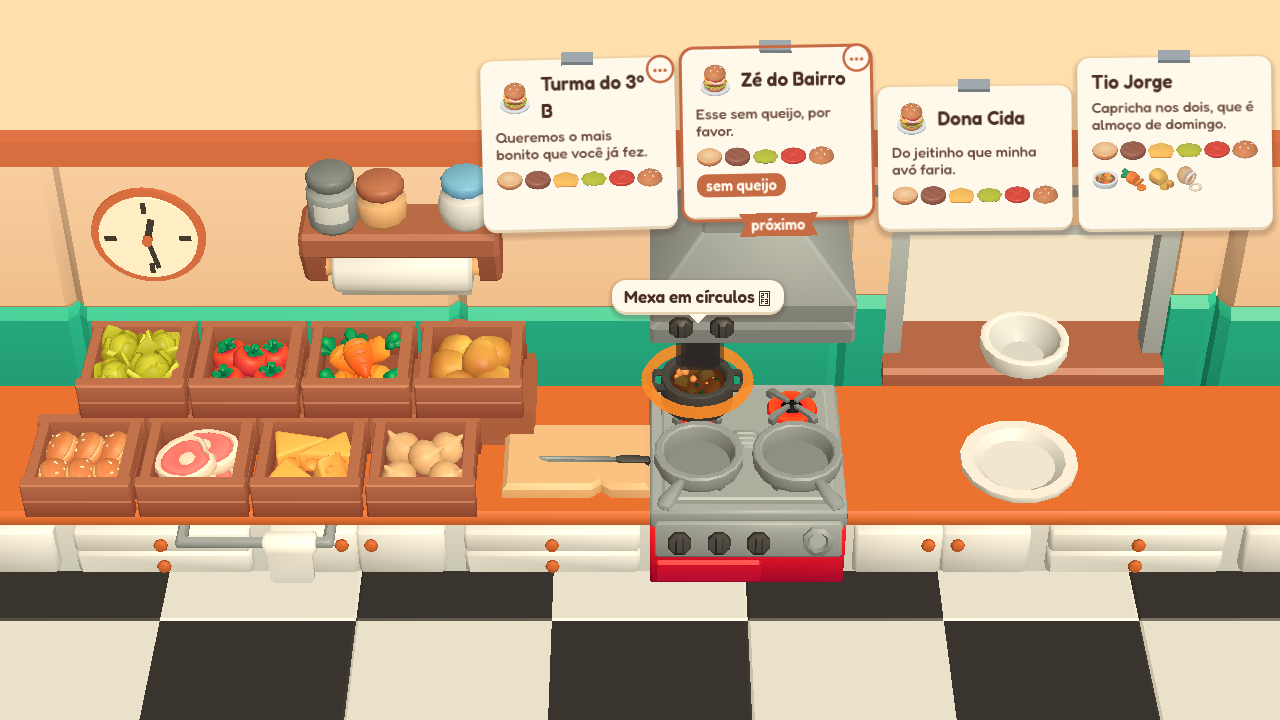 Turma do 3º
B
Queremos o mais
bonito que você já fez.
Zé do Bairro
Esse sem queijo, por
favor.
sem queijo
próximo
Dona Cida
Do jeitinho que minha
avó faria.
Tio Jorge
Capricha nos dois, que é
almoço de domingo.
Mexa em círculos